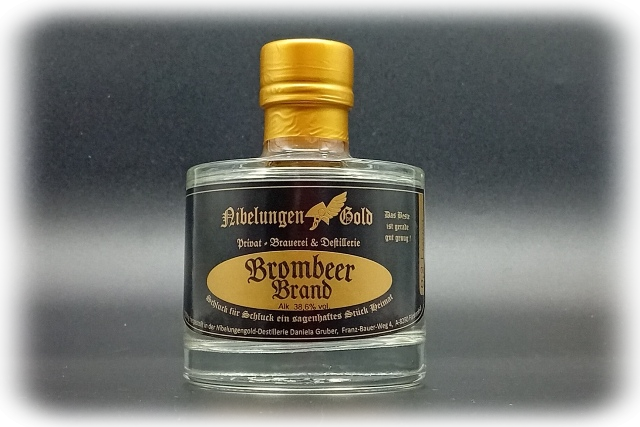 Nibelungen Gold
Privat - Brauerei & Destillerie
Das Beste
ist gerade
gut genug!
Brombeer
Brand
Alk. 38,6% vol.
Schluck für Schluck ein sagenhaftes Stück Heimat
in der Nibelungengold-Destillerie Daniela Gruber, Franz-Bauer-Weg 4,